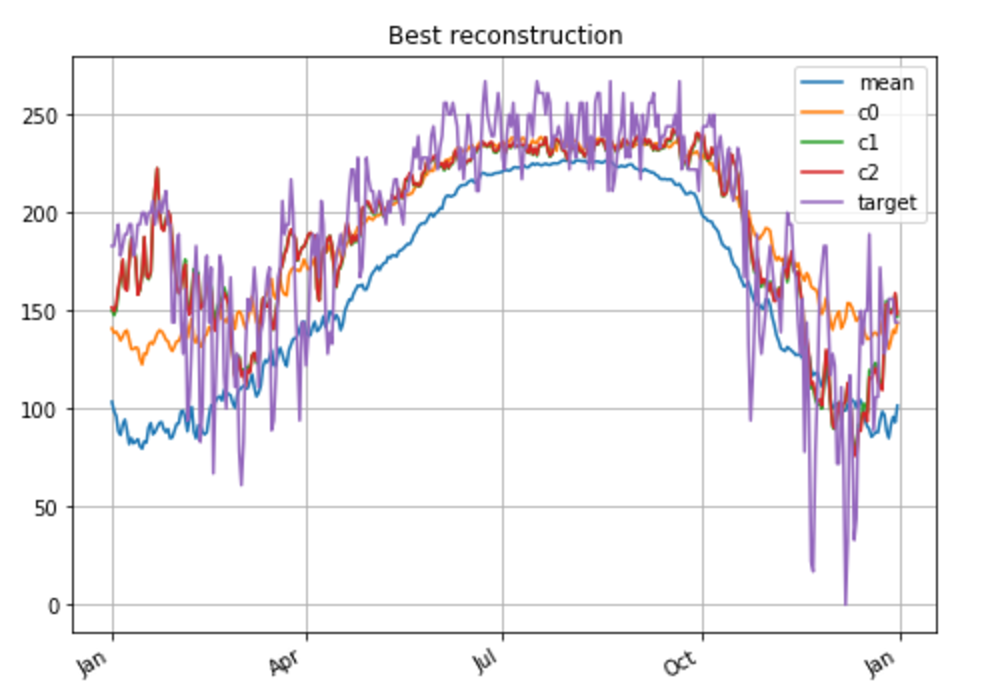 Best reconstruction
mean
c0
c1
c2
target
250
200
150
100
50
0
Jan
Apr
Jul
Oct
Jan